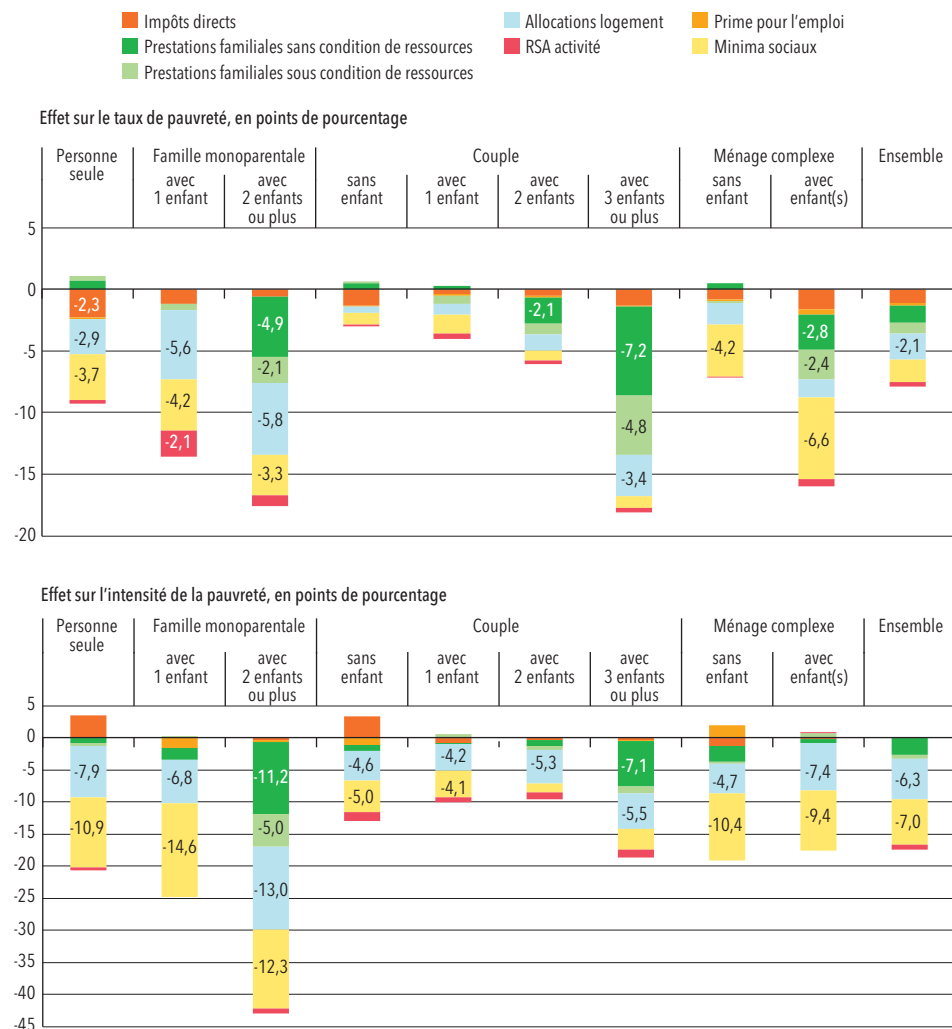 Impôts directs
Prestations familiales sans condition de ressources
Prestations familiales sous condition de ressources
Allocations logement
RSA activité
Prime pour l'emploi
Minima sociaux
Effet sur le taux de pauvreté, en points de pourcentage
Personne
seule
Famille monoparentale
Couple
Ménage complexe
Ensemble
avec
1 enfant
avec
2 enfants
ou plus
sans
enfant
avec
1 enfant
avec
2 enfants
avec
3 enfants
ou plus
sans
enfant
avec
enfant(s)
5
0
-5
-10
-15
-20
-2,3
-2,9
-3,7
-5,6
-4,2
-2,1
-4,9
-2,1
-5,8
-3,3
-2,1
-7,2
-4,8
-3,4
-4,2
-2,8
-2,4
-6,6
-2,1
Effet sur l'intensité de la pauvreté, en points de pourcentage
Personne
seule
Famille monoparentale
Couple
Ménage complexe
Ensemble
avec
1 enfant
avec
2 enfants
ou plus
sans
enfant
avec
1 enfant
avec
2 enfants
avec
3 enfants
ou plus
sans
enfant
avec
enfant(s)
5
0
-5
-10
-15
-20
-25
-30
-35
-40
-45
-7,9
-10,9
-6,8
-14,6
-11,2
-5,0
-13,0
-12,3
-4,6
-5,0
-4,2
-4,1
-5,3
-7,1
-5,5
-4,7
-10,4
-7,4
-9,4
-6,3
-7,0